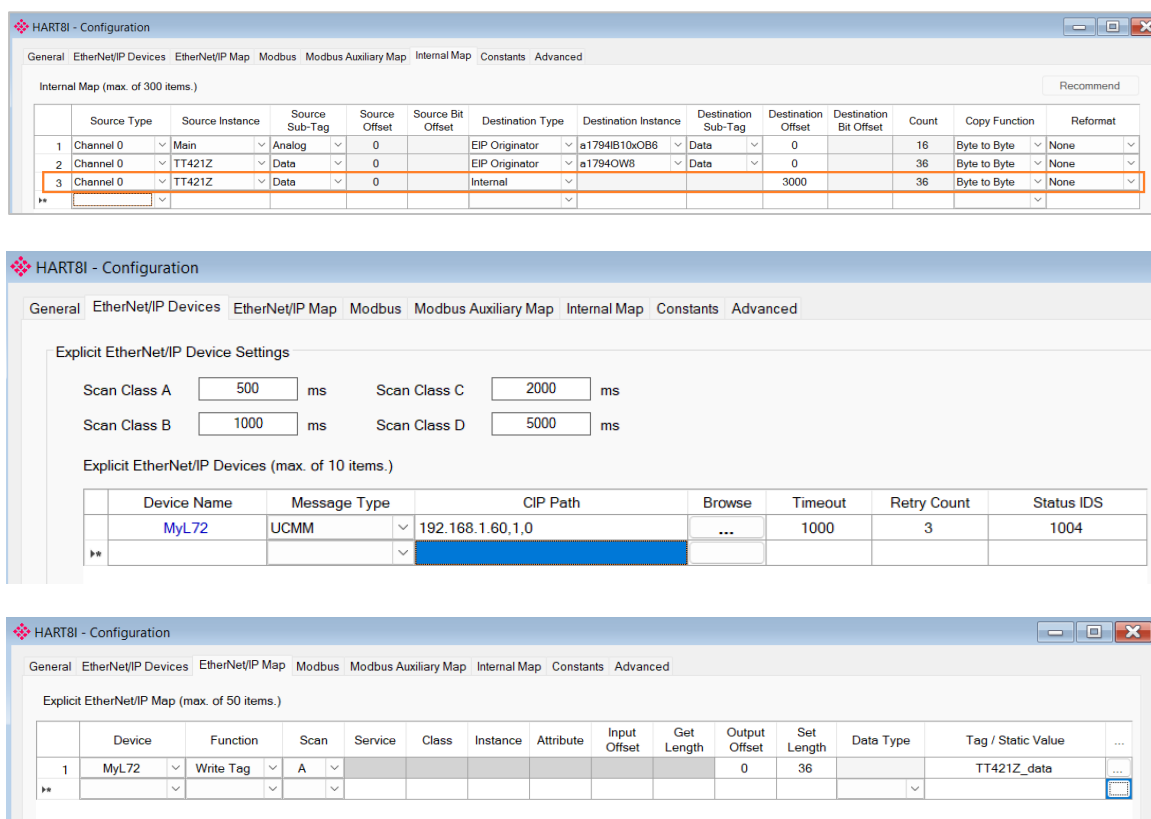 HART8I - Configuration
General EtherNet/IP Devices EtherNet/IP Map Modbus Modbus Auxiliary Map Internal Map Constants Advanced
Internal Map (max. of 300 items.)
Recommend
Source Type Source Instance Source Sub-Tag Source Offset Source Bit Offset Destination Type Destination Instance Destination Sub-Tag Destination Offset Destination Bit Offset Count Copy Function Reformat
1 Channel 0 Main Analog 0 EIP Originator a1794IB10xOB6 Data 0 16 Byte to Byte None
2 Channel 0 TT421Z Data 0 EIP Originator a1794OW8 Data 0 36 Byte to Byte None
3 Channel 0 TT421Z Data 0 Internal 3000 36 Byte to Byte None
HART8I - Configuration
General EtherNet/IP Devices EtherNet/IP Map Modbus Modbus Auxiliary Map Internal Map Constants Advanced
Explicit EtherNet/IP Device Settings
Scan Class A 500 ms Scan Class C 2000 ms
Scan Class B 1000 ms Scan Class D 5000 ms
Explicit EtherNet/IP Devices (max. of 10 items.)
Device Name Message Type CIP Path Browse Timeout Retry Count Status IDS
MyL72 UCMM 192.168.1.60,1,0 ... 1000 3 1004
HART8I - Configuration
General EtherNet/IP Devices EtherNet/IP Map Modbus Modbus Auxiliary Map Internal Map Constants Advanced
Explicit EtherNet/IP Map (max. of 50 items.)
Device Function Scan Service Class Instance Attribute Input Offset Get Length Output Offset Set Length Data Type Tag / Static Value ...
1 MyL72 Write Tag A 0 36 TT421Z_data ...